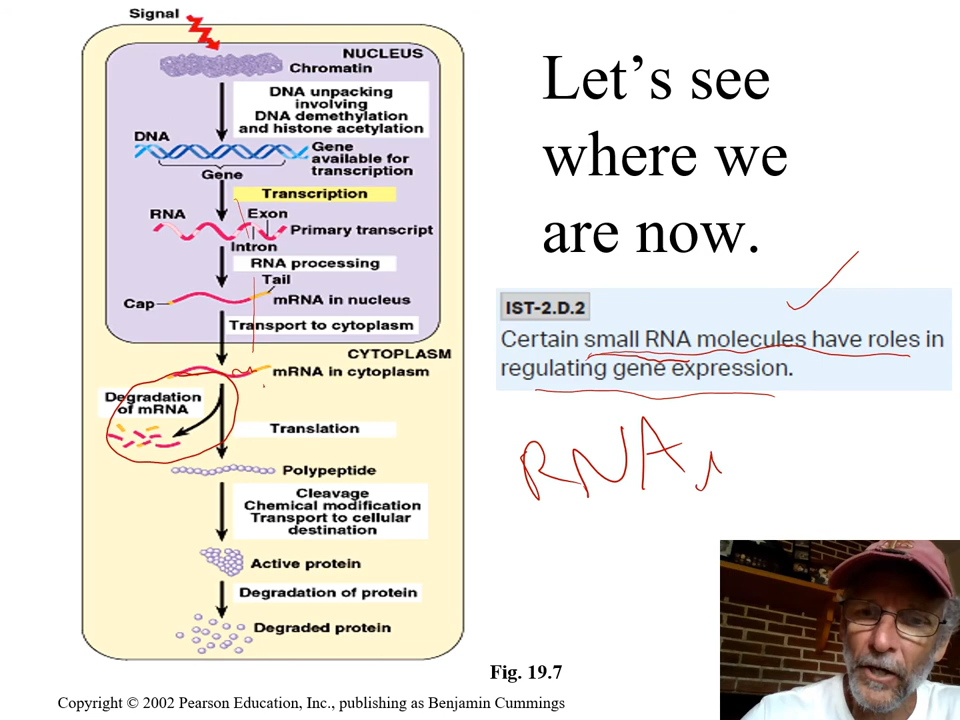 Signal
NUCLEUS
Chromatin
DNA unpacking
involving
DNA demethylation
and histone acetylation
DNA
Gene
available for
transcription
Gene
Transcription
RNA
Exon
Primary transcript
Intron
RNA processing
Tail
Cap
mRNA in nucleus
Transport to cytoplasm
CYTOPLASM
mRNA in cytoplasm
Degradation
of mRNA
Translation
Polypeptide
Cleavage
Chemical modification
Transport to cellular
destination
Active protein
Degradation of protein
Degraded protein
Let's see
where we
are now.
IST-2.D.2
Certain small RNA molecules have roles in
regulating gene expression.
RNA
Fig. 19.7
Copyright © 2002 Pearson Education, Inc., publishing as Benjamin Cummings